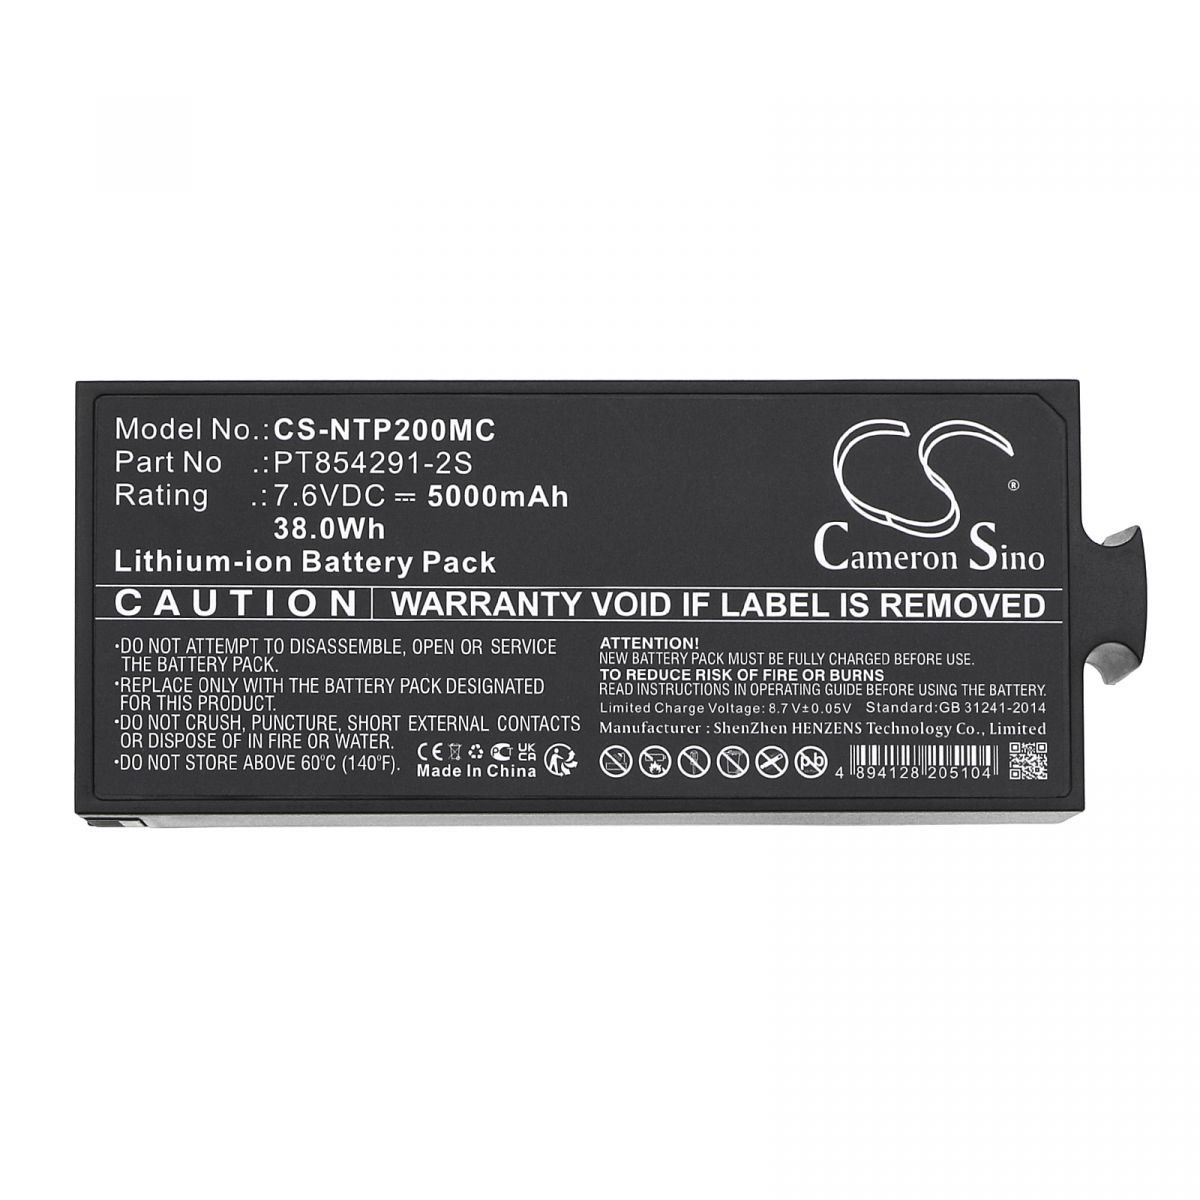 Model No.:CS-NTP200MC
Part No .:PT854291-2S
Rating .:7.6VDC ⎓ 5000mAh
38.0Wh
Lithium-ion Battery Pack
CS ®
Cameron Sino
CAUTION WARRANTY VOID IF LABEL IS REMOVED
•DO NOT ATTEMPT TO DISASSEMBLE, OPEN OR SERVICE
THE BATTERY PACK.
•REPLACE ONLY WITH THE BATTERY PACK DESIGNATED
FOR THIS PRODUCT.
•DO NOT CRUSH, PUNCTURE, SHORT EXTERNAL CONTACTS
OR DISPOSE OF IN FIRE OR WATER.
•DO NOT STORE ABOVE 60°C (140°F).
CE EAC UKCA
Made In China
ATTENTION!
NEW BATTERY PACK MUST BE FULLY CHARGED BEFORE USE.
TO REDUCE RISK OF FIRE OR BURNS
READ INSTRUCTIONS IN OPERATING GUIDE BEFORE USING THE BATTERY.
Limited Charge Voltage: 8.7V±0.05V Standard:GB 31241-2014
Manufacturer : ShenZhen HENZENS Technology Co., Limited
Pb
4 894128 205104